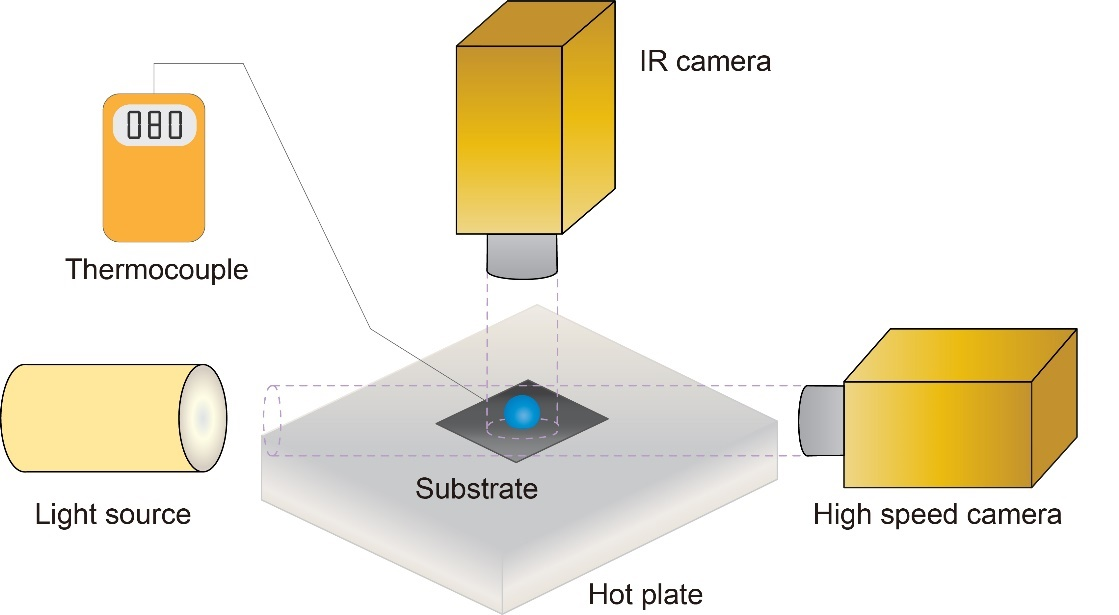 IR camera
080
Thermocouple
Substrate
Light source
High speed camera
Hot plate